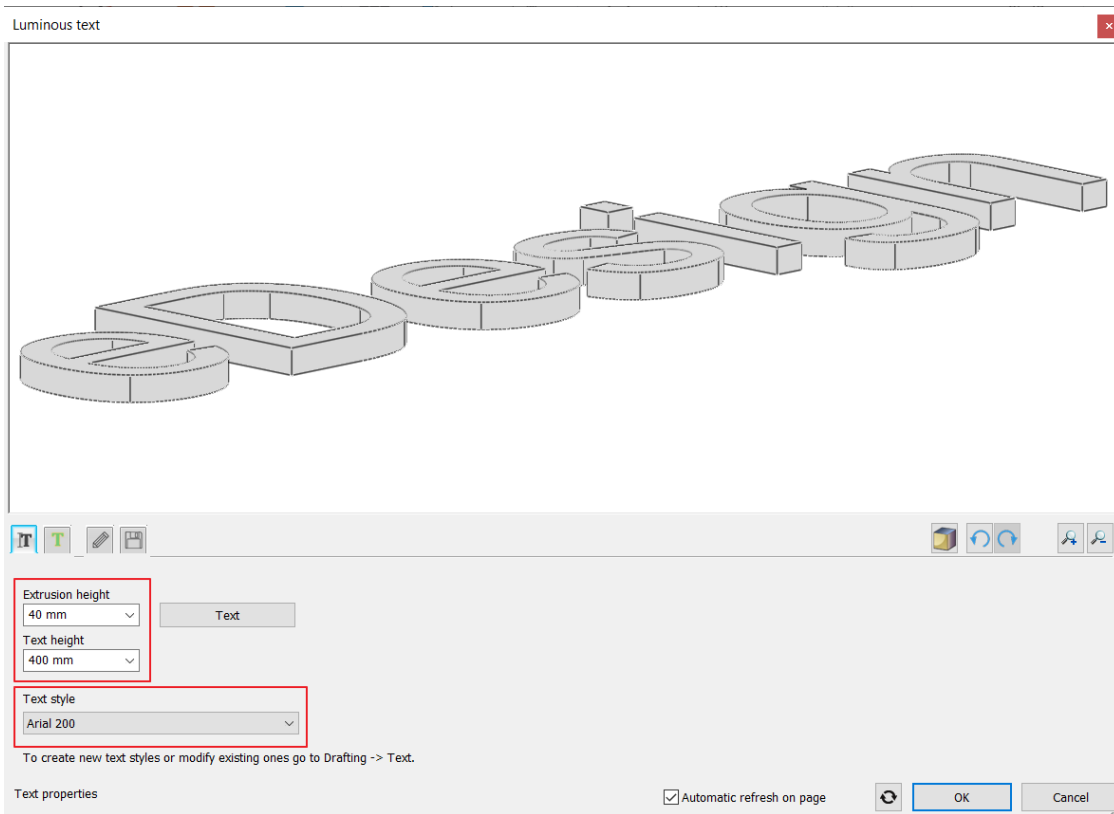 Luminous text
eDesign
T T
Extrusion height
40 mm
Text
Text height
400 mm
Text style
Arial 200
To create new text styles or modify existing ones go to Drafting -> Text.
Text properties
Automatic refresh on page
OK
Cancel